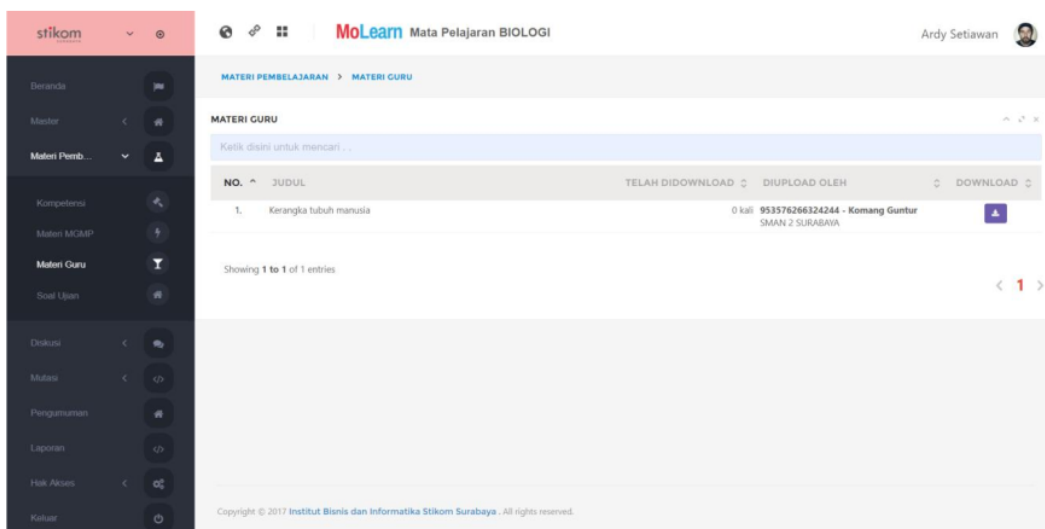 stikom
SURABAYA
MoLearn Mata Pelajaran BIOLOGI
Ardy Setiawan
Beranda
Master
Materi Pemb...
Kompetensi
Materi MGMP
Materi Guru
Soal Ujian
Diskusi
Mutasi
Pengumuman
Laporan
Hak Akses
Keluar
MATERI PEMBELAJARAN > MATERI GURU
MATERI GURU
Ketik disini untuk mencari . .
NO. JUDUL TELAH DIDOWNLOAD DIUPLOAD OLEH DOWNLOAD
1. Kerangka tubuh manusia 0 kali 953576266324244 - Komang Guntur
SMAN 2 SURABAYA
Showing 1 to 1 of 1 entries
< 1 >
Copyright © 2017 Institut Bisnis dan Informatika Stikom Surabaya . All rights reserved.